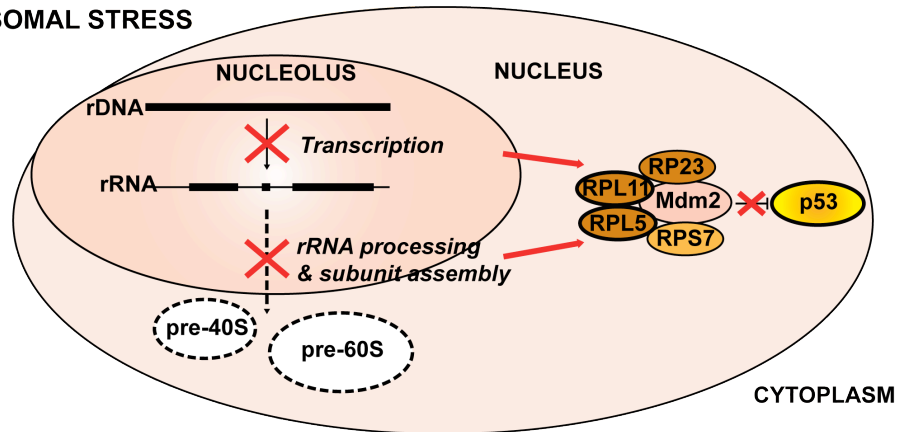 SOMAL STRESS
NUCLEOLUS
NUCLEUS
rDNA
Transcription
rRNA
RP23
RPL11
Mdm2
p53
RPL5
RPS7
rRNA processing
& subunit assembly
pre-40S
pre-60S
CYTOPLASM